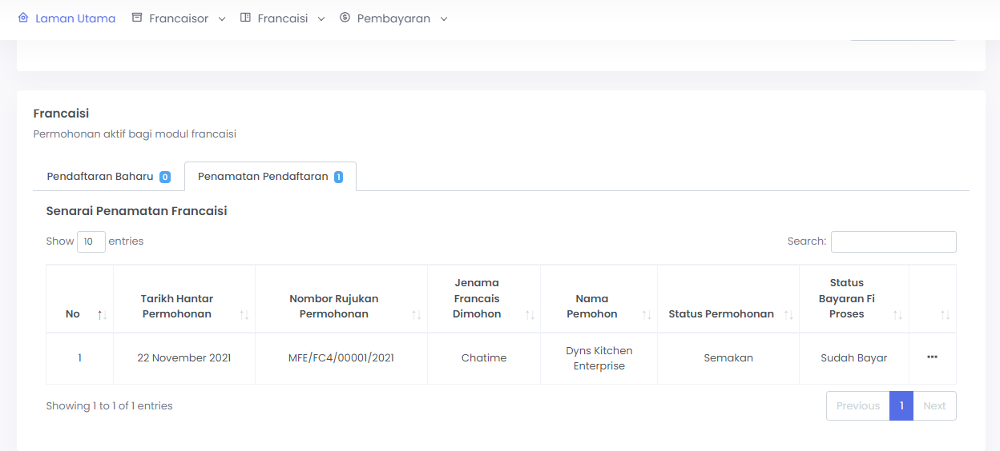 Laman Utama Francaisor Francaisi Pembayaran
Francaisi
Permohonan aktif bagi modul francaisi
Pendaftaran Baharu 0 Penamatan Pendaftaran 1
Senarai Penamatan Francaisi
Show 10 entries Search:
No
Tarikh Hantar
Permohonan
Nombor Rujukan
Permohonan
Jenama
Francais
Dimohon
Nama
Pemohon
Status Permohonan
Status
Bayaran Fi
Proses
1
22 November 2021
MFE/FC4/00001/2021
Chatime
Dyns Kitchen
Enterprise
Semakan
Sudah Bayar
Showing 1 to 1 of 1 entries
Previous 1 Next